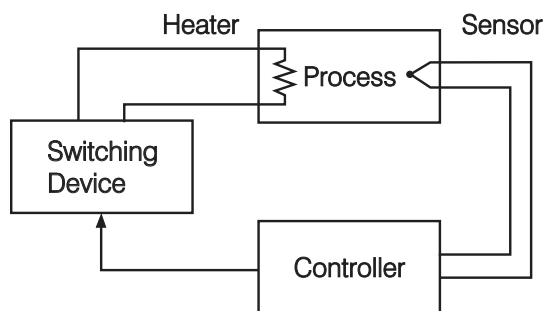 Heater
Sensor
Process
Switching
Device
Controller